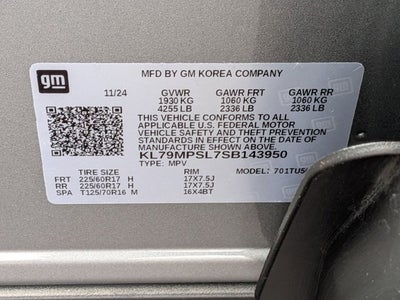 gm
MFD BY GM KOREA COMPANY
11/24 GVWR GAWR FRT GAWR RR
1930 KG 1060 KG 1060 KG
4255 LB 2336 LB 2336 LB
THIS VEHICLE CONFORMS TO ALL APPLICABLE
U.S. FEDERAL MOTOR
VEHICLE SAFETY AND THEFT PREVENTION
STANDARDS IN EFFECT ON THE DATE OF
MANUFACTURE SHOWN ABOVE.
KL79MPSL7SB143950
TYPE: MPV MODEL: 701TU5
TIRE SIZE RIM
FRT 225/60R17 H 17X7.5J
RR 225/60R17 H 17X7.5J
SPA T125/70R16 M 16X4BT